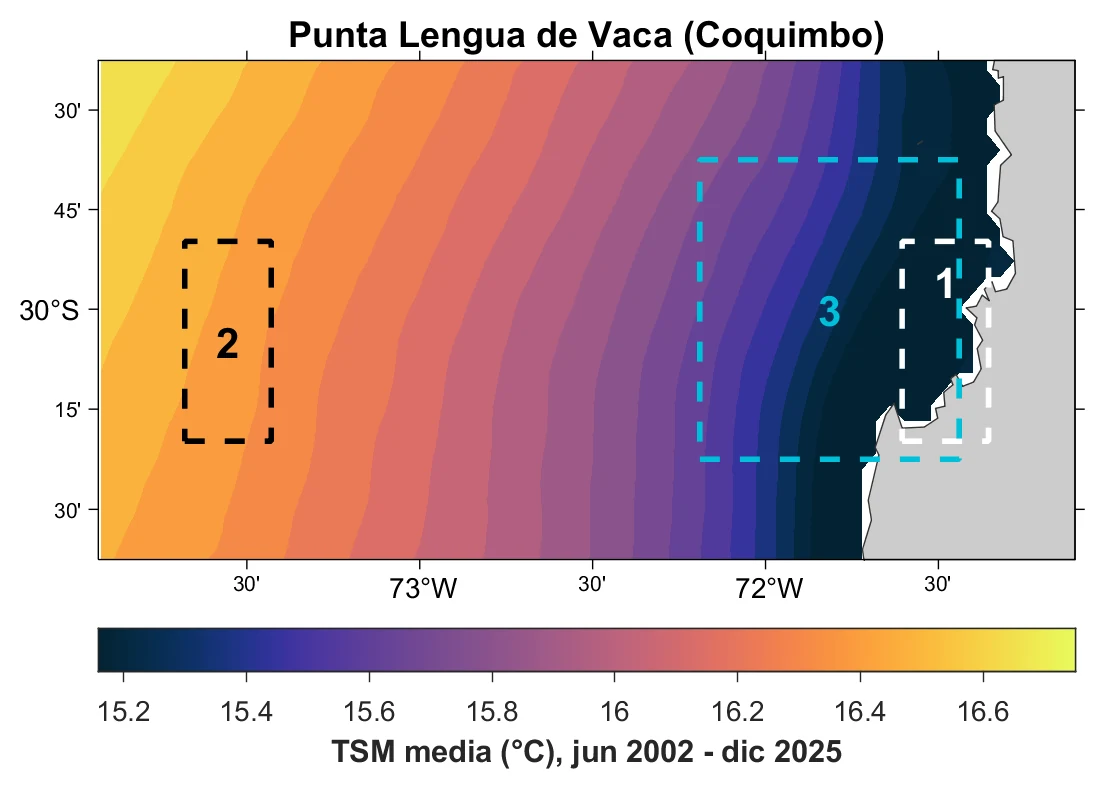 Punta Lengua de Vaca (Coquimbo)
30'
45'
30°S
15'
30'
1
2
3
30'
73°W
30'
72°W
30'
15.2 15.4 15.6 15.8 16 16.2 16.4 16.6
TSM media (°C), jun 2002 - dic 2025